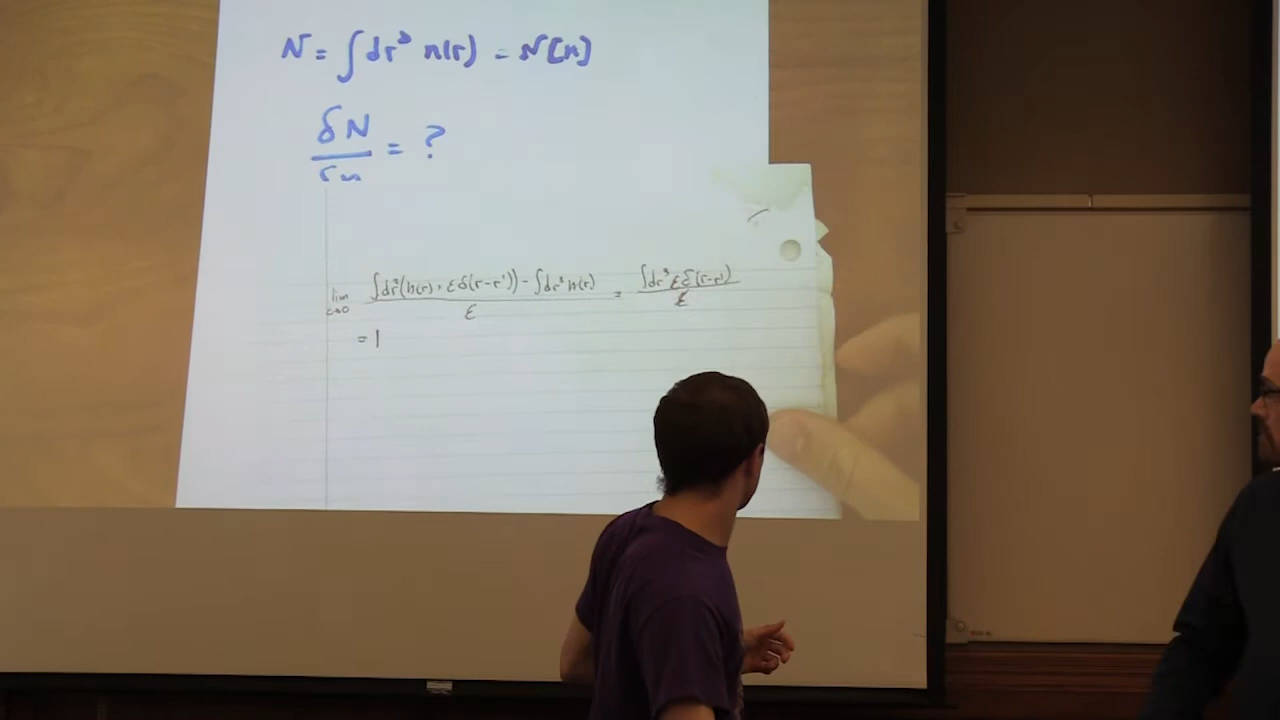 N = ∫dr³ n(r) = N[n]
δN/δn = ?
lim ε→0 ∫dr³(n(r) + εδ(r-r')) - ∫dr³ n(r) / ε = ∫dr³ εδ(r-r') / ε
= 1